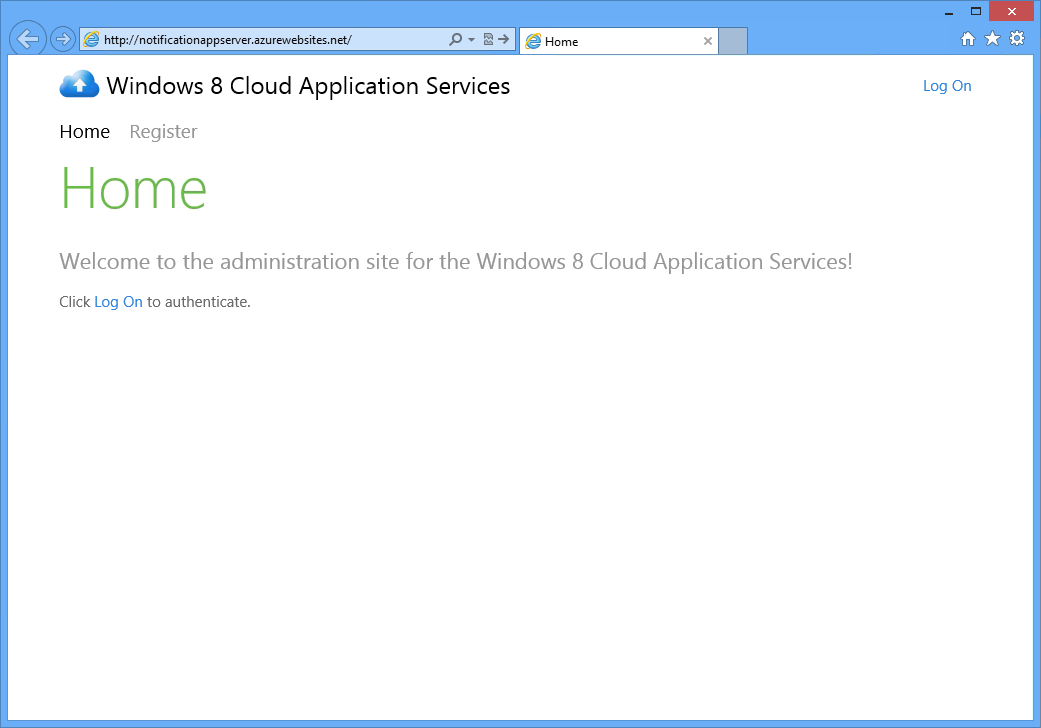 http://notificationappserver.azurewebsites.net/
Home
Windows 8 Cloud Application Services
Log On
Home Register
Home
Welcome to the administration site for the Windows 8 Cloud Application Services!
Click Log On to authenticate.